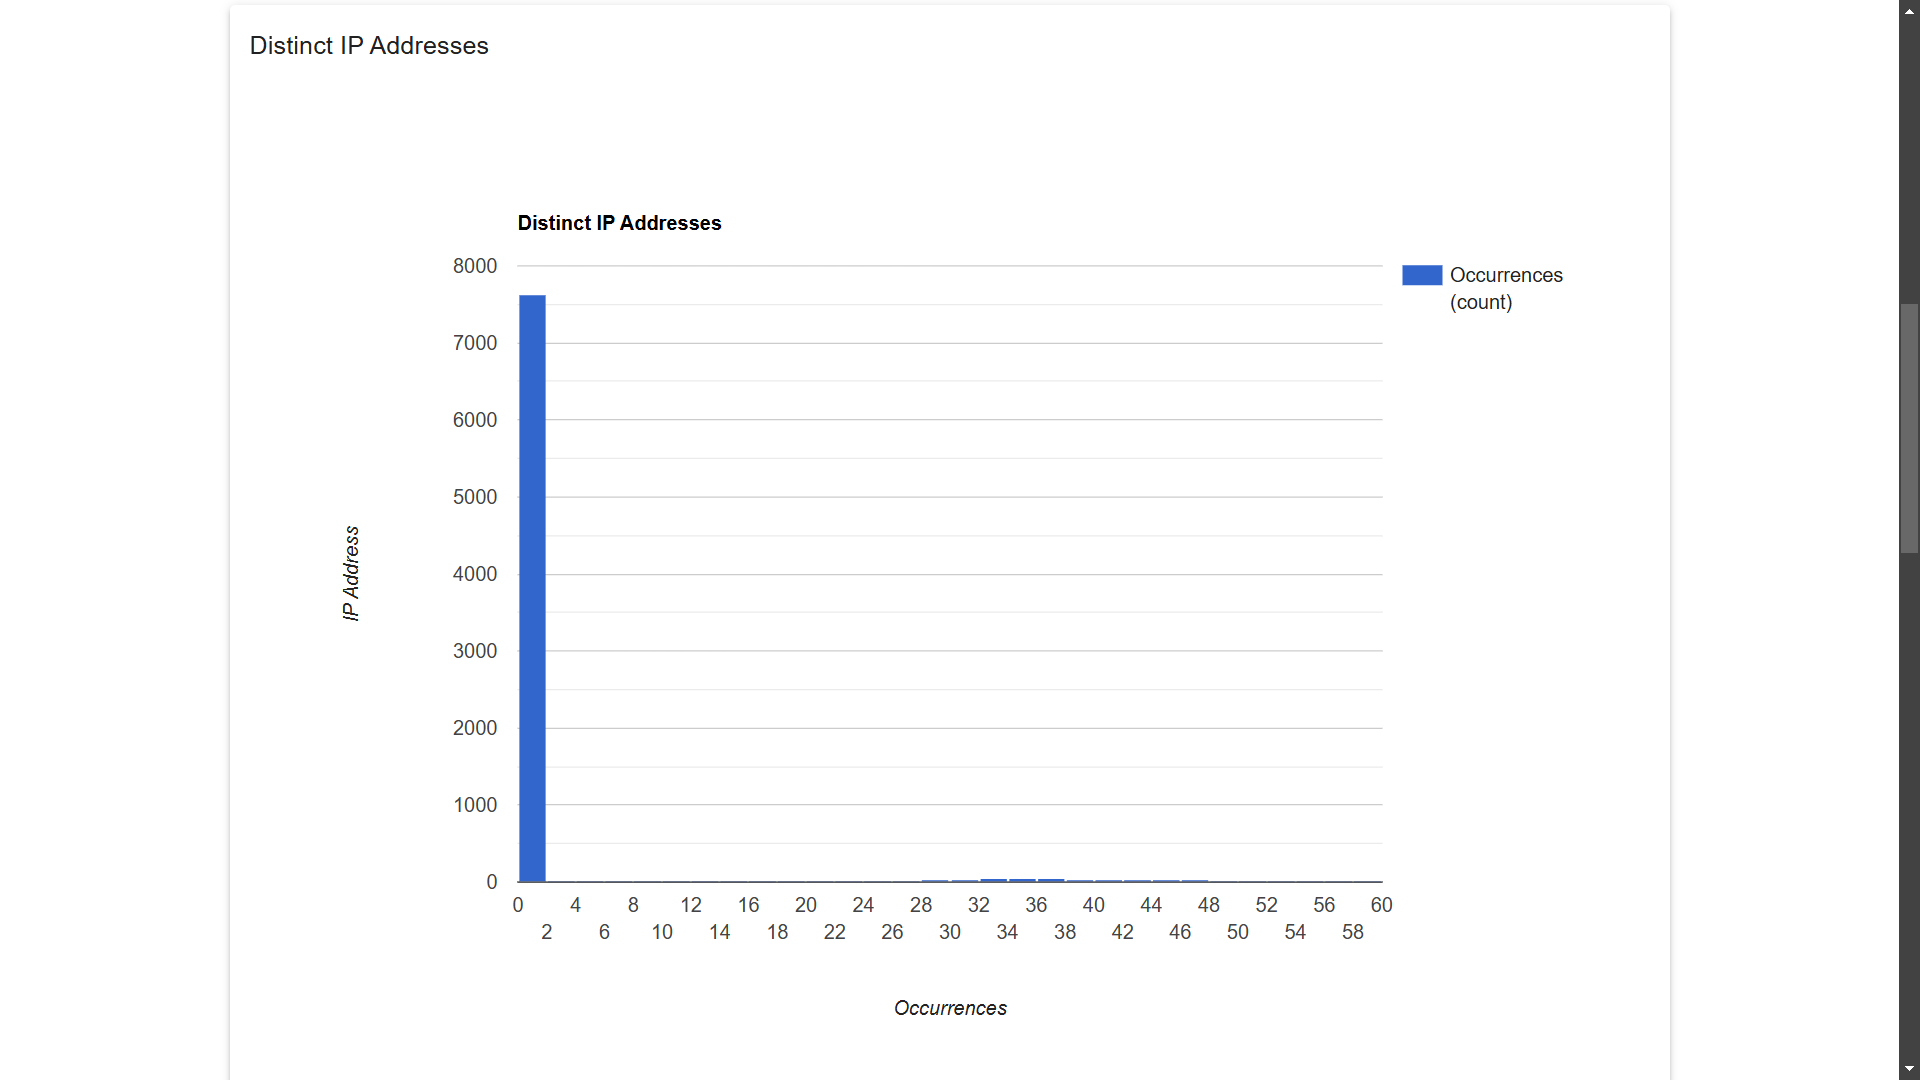 Distinct IP Addresses
Distinct IP Addresses
8000
7000
6000
5000
4000
3000
2000
1000
0
IP Address
Occurrences
(count)
0 4 8 12 16 20 24 28 32 36 40 44 48 52 56 60
2 6 10 14 18 22 26 30 34 38 42 46 50 54 58
Occurrences